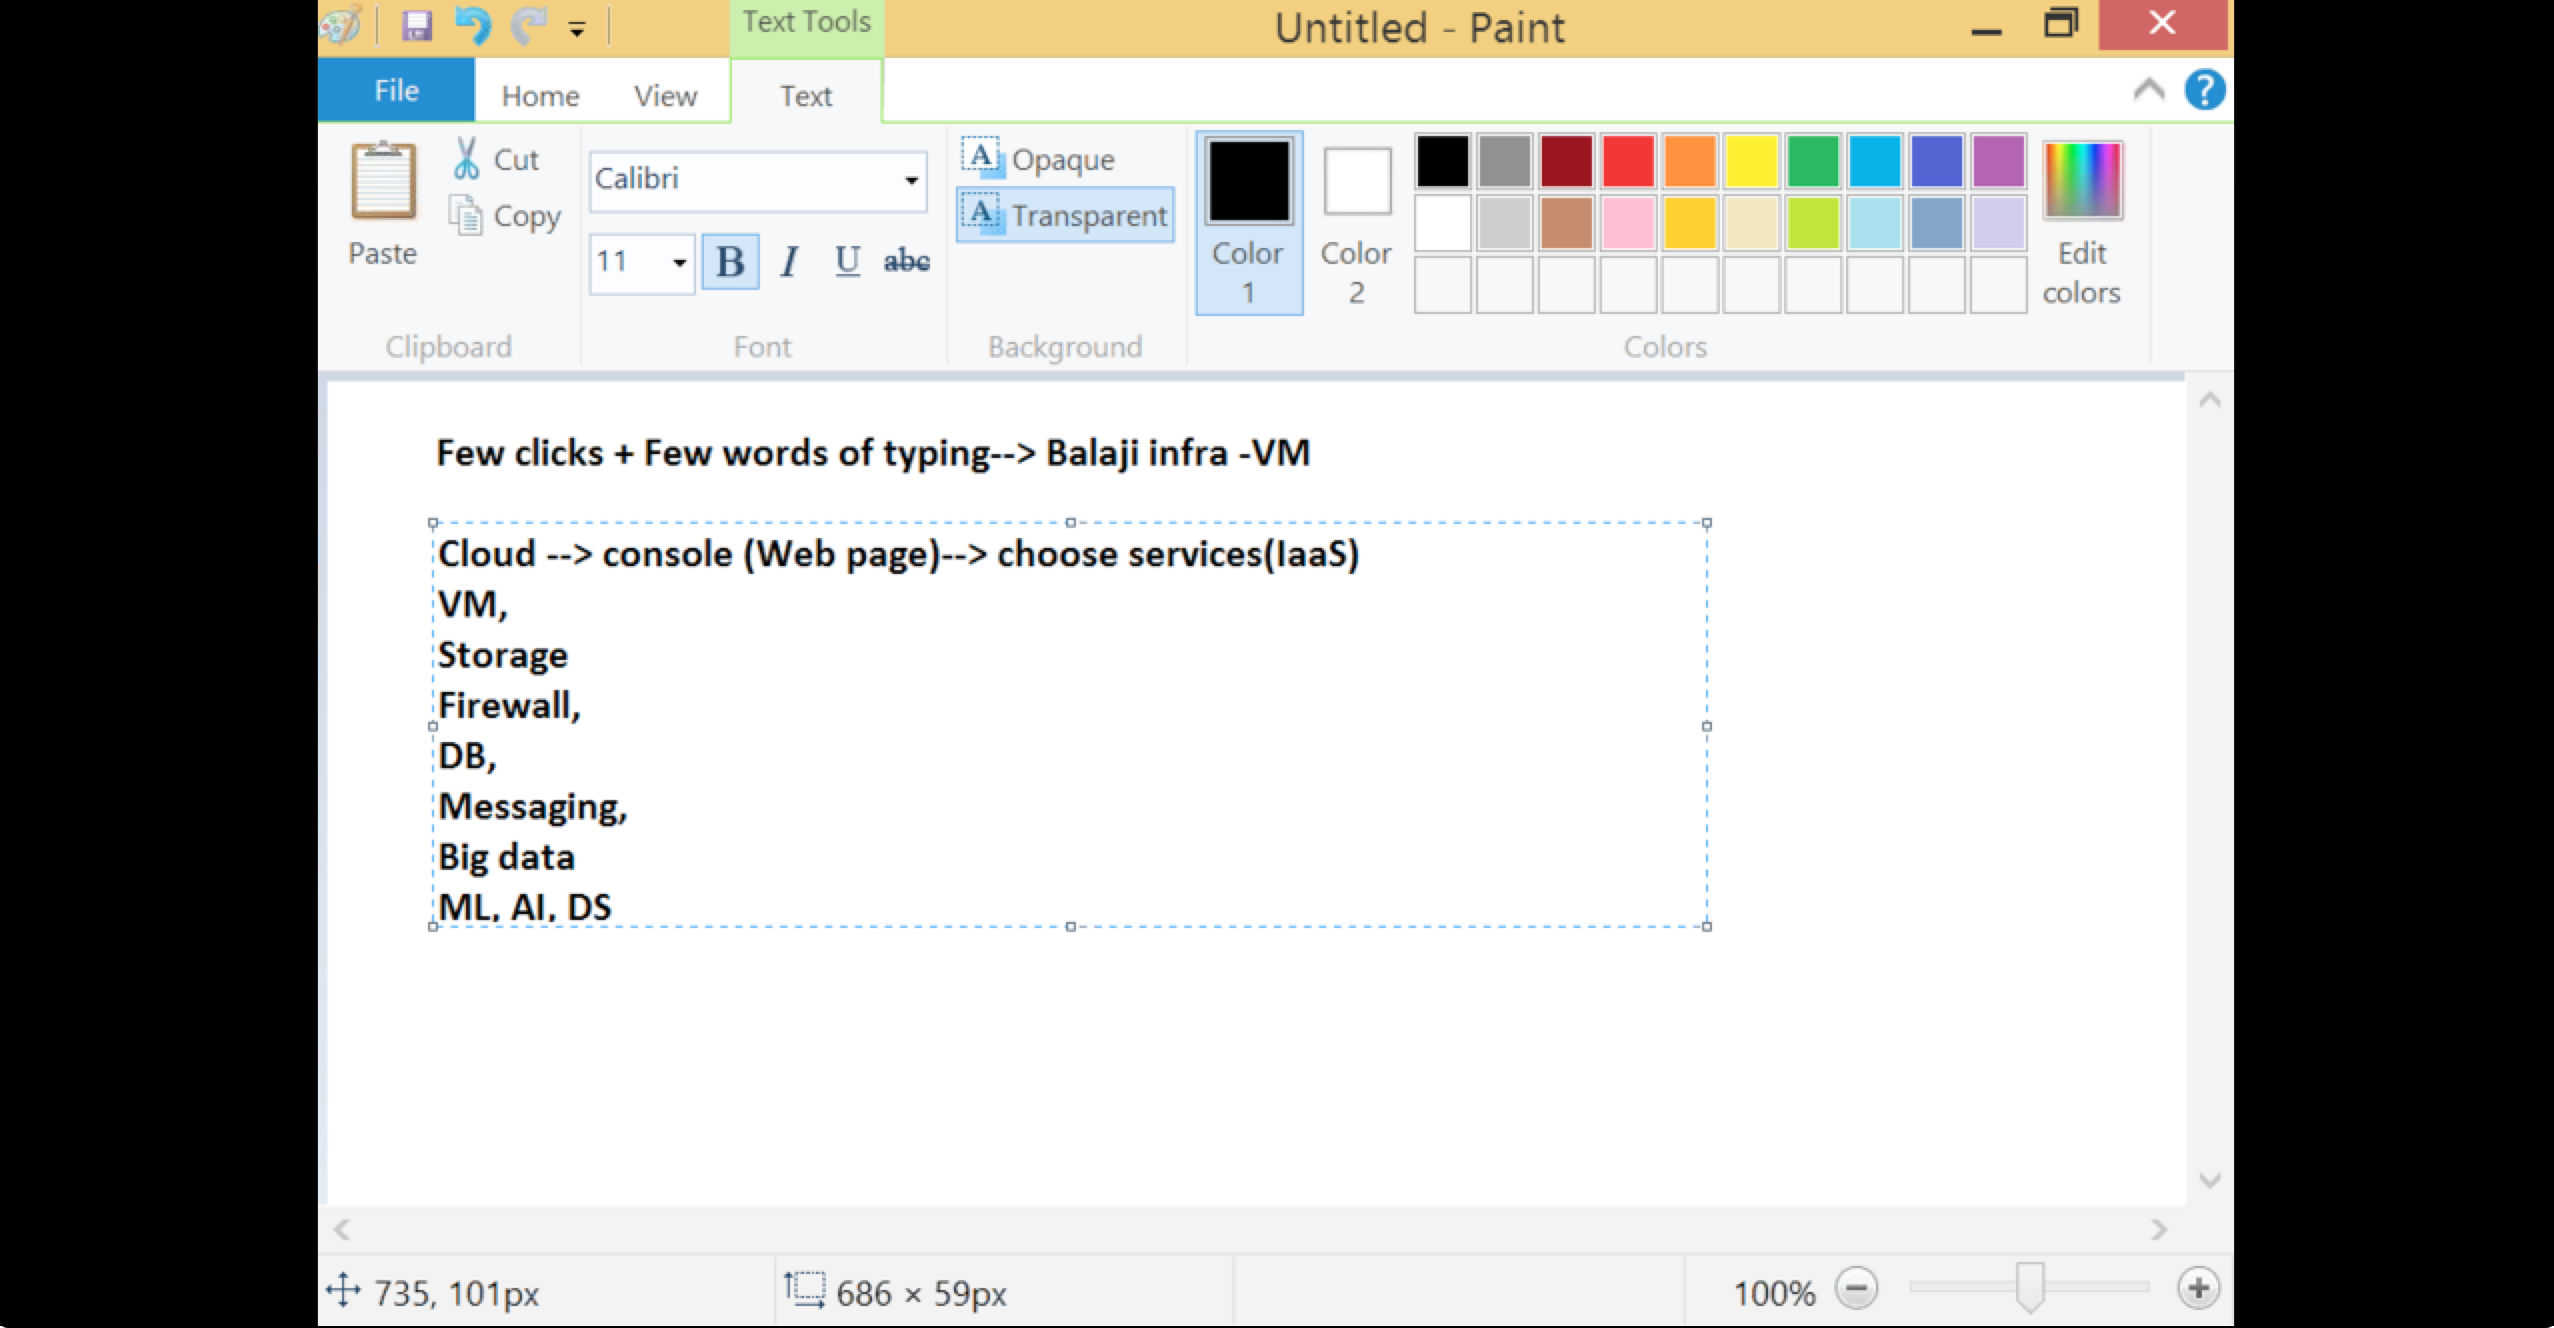 Text Tools
Untitled - Paint
File
Home
View
Text
?
Paste
Cut
Copy
Clipboard
Calibri
11
B
I
U
abc
Font
A
Opaque
A
Transparent
Background
Color
1
Color
2
Edit
colors
Colors
Few clicks + Few words of typing--> Balaji infra -VM
Cloud --> console (Web page)--> choose services(IaaS)
VM,
Storage
Firewall,
DB,
Messaging,
Big data
ML, AI, DS
735, 101px
686 × 59px
100%